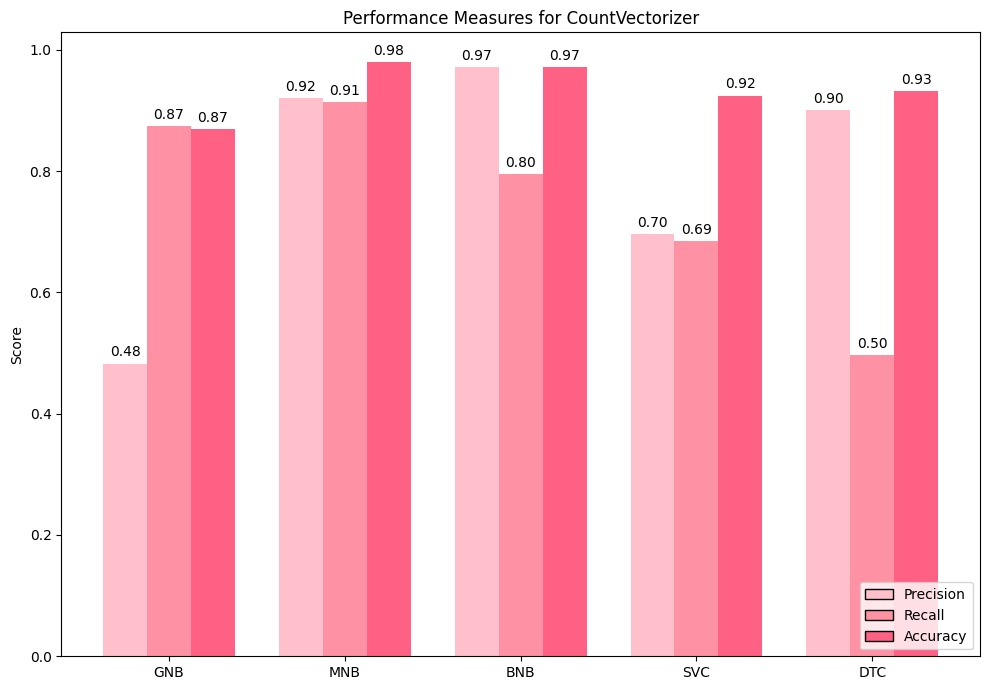 Performance Measures for CountVectorizer
1.0
0.8
0.6
0.4
0.2
0.0
Score
0.48
0.87
0.87
0.92
0.91
0.98
0.97
0.80
0.97
0.70
0.69
0.92
0.90
0.50
0.93
GNB
MNB
BNB
SVC
DTC
Precision
Recall
Accuracy